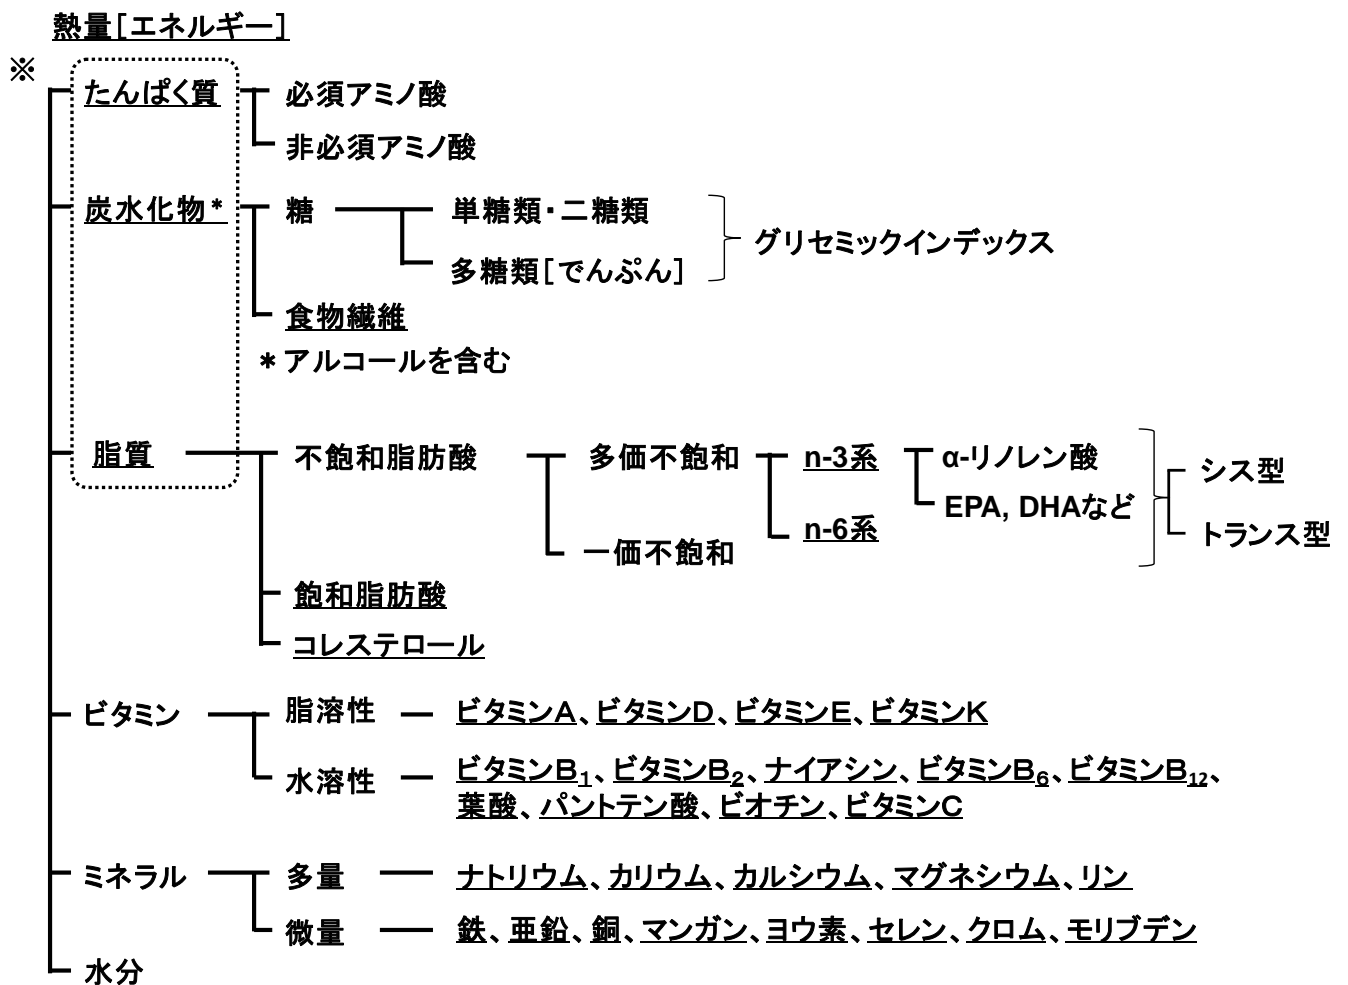 熱量［エネルギー］
※
たんぱく質
必須アミノ酸
非必須アミノ酸
炭水化物*
糖
単糖類・二糖類
多糖類［でんぷん］
グリセミックインデックス
食物繊維
*アルコールを含む
脂質
不飽和脂肪酸
多価不飽和
n-3系
α-リノレン酸
EPA, DHAなど
シス型
トランス型
n-6系
一価不飽和
飽和脂肪酸
コレステロール
ビタミン
脂溶性
ビタミンA、ビタミンD、ビタミンE、ビタミンK
水溶性
ビタミンB₁、ビタミンB₂、ナイアシン、ビタミンB₆、ビタミンB₁₂、
葉酸、パントテン酸、ビオチン、ビタミンC
ミネラル
多量
ナトリウム、カリウム、カルシウム、マグネシウム、リン
微量
鉄、亜鉛、銅、マンガン、ヨウ素、セレン、クロム、モリブデン
水分